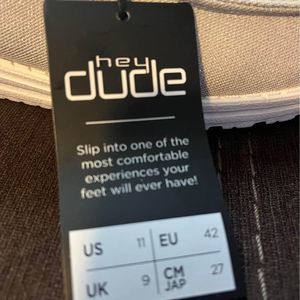 hey
dude
Slip into one of the
most comfortable
experiences your
feet will ever have!
US 11 EU 42
UK 9 CM JAP 27